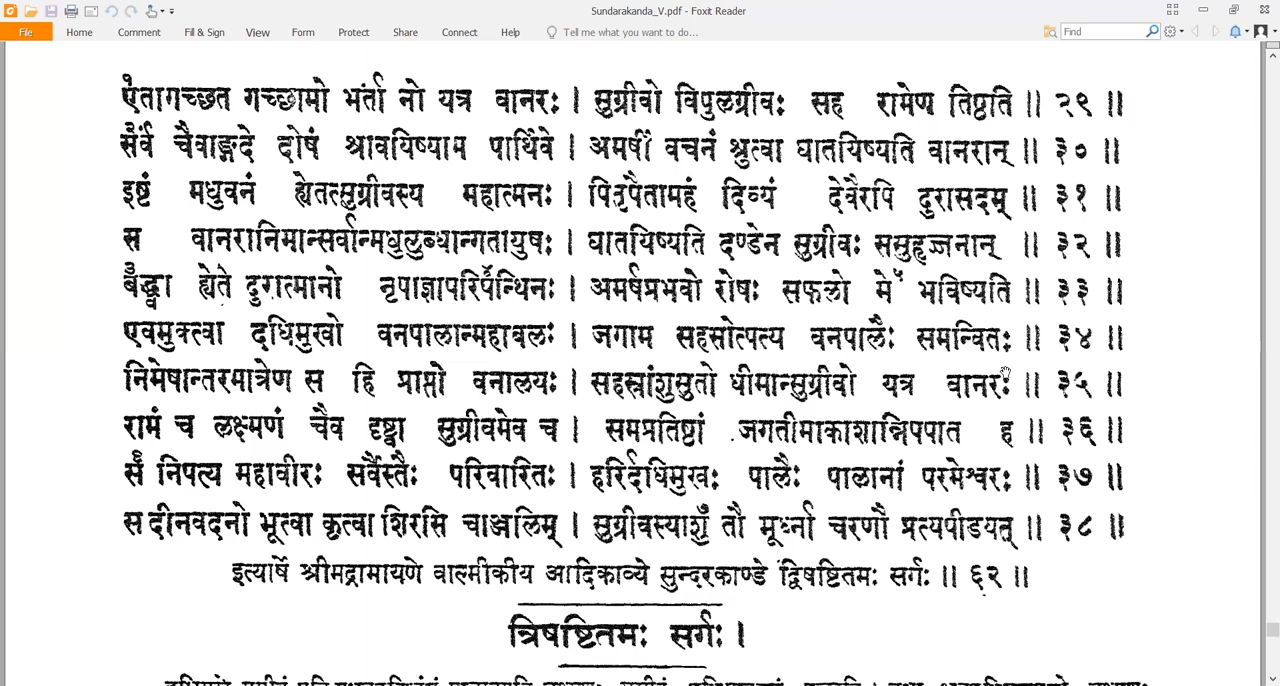 Sundarakanda_V.pdf - Foxit Reader
File Home Comment Fill & Sign View Form Protect Share Connect Help Tell me what you want to do... Find
एतागच्छत गच्छामो भर्ता नो यत्र वानरः । सुग्रीवो विपुलग्रीवः सह रामेण तिष्ठति ॥ २९ ॥
सर्वं चैवाङ्गदे दोषं श्रावयिष्याम पार्थिवे । अमर्षी वचनं श्रुत्वा घातयिष्यति वानरान् ॥ ३० ॥
इष्टं मधुवनं ह्येतत्सुग्रीवस्य महात्मनः । पितृपैतामहं दिव्यं देवैरपि दुरासदम् ॥ ३१ ॥
स वानरानिमान्सर्वान्मधुलुब्धान्गतायुषः । घातयिष्यति दण्डेन सुग्रीवः ससुहृज्जनान् ॥ ३२ ॥
बद्ध्वा ह्येते दुरात्मानो नृपाज्ञापरिपन्थिनः । अमर्षप्रभवो रोषः सफलो मे भविष्यति ॥ ३३ ॥
एवमुक्त्वा दधिमुखो वनपालान्महाबलः । जगाम सहसोत्पत्य वनपालैः समन्वितः ॥ ३४ ॥
निमेषान्तरमात्रेण स हि प्राप्तो वनालयः । सहस्रांशुसुतो धीमान्सुग्रीवो यत्र वानरः ॥ ३५ ॥
रामं च लक्ष्मणं चैव दृष्ट्वा सुग्रीवमेव च । समप्रतिष्ठां जगतीमाकाशान्निपपात ह ॥ ३६ ॥
सं निपत्य महावीरः सर्वैस्तैः परिवारितः । हरिर्दधिमुखः पालैः पालानां परमेश्वरः ॥ ३७ ॥
स दीनवदनो भूत्वा कृत्वा शिरसि चाञ्जलिम् । सुग्रीवस्याशु तौ मूर्ध्ना चरणौ प्रत्यपीडयत् ॥ ३८ ॥
इत्यार्षे श्रीमद्रामायणे वाल्मीकीय आदिकाव्ये सुन्दरकाण्डे द्विषष्टितमः सर्गः ॥ ६२ ॥
त्रिषष्टितमः सर्गः ।